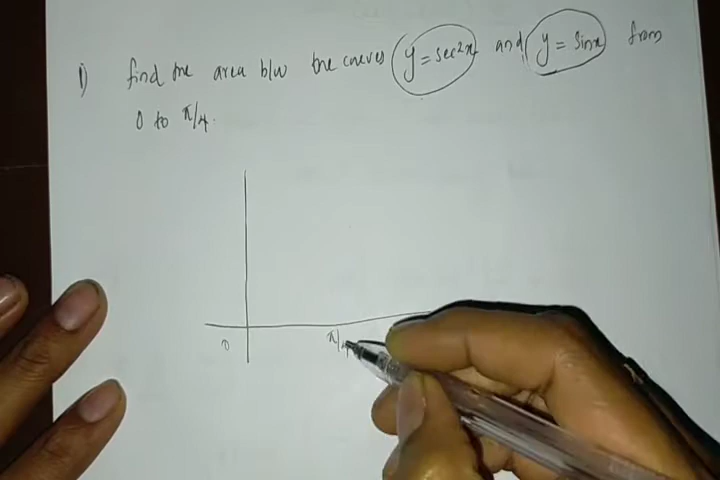 1) find the area b/w the curves y = sec²x and y = sinx from
0 to π/4.
0 π/4